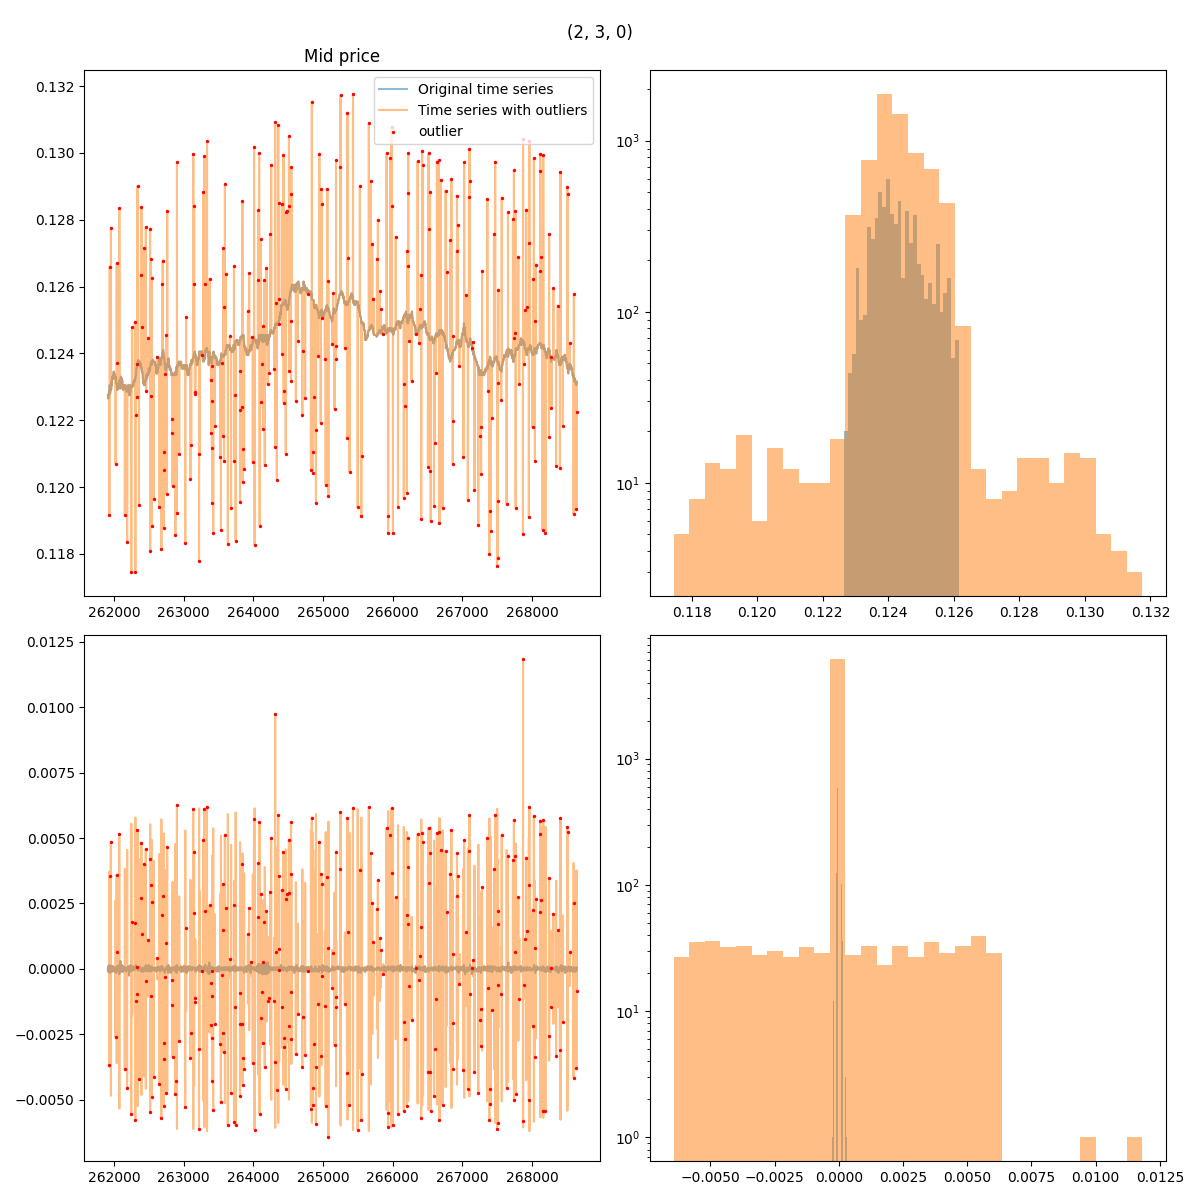 (2, 3, 0)
Mid price
Original time series
Time series with outliers
outlier
0.132
0.130
0.128
0.126
0.124
0.122
0.120
0.118
262000 263000 264000 265000 266000 267000 268000
10³
10²
10¹
0.118 0.120 0.122 0.124 0.126 0.128 0.130 0.132
0.0125
0.0100
0.0075
0.0050
0.0025
0.0000
−0.0025
−0.0050
262000 263000 264000 265000 266000 267000 268000
10³
10²
10¹
10⁰
−0.0050 −0.0025 0.0000 0.0025 0.0050 0.0075 0.0100 0.0125